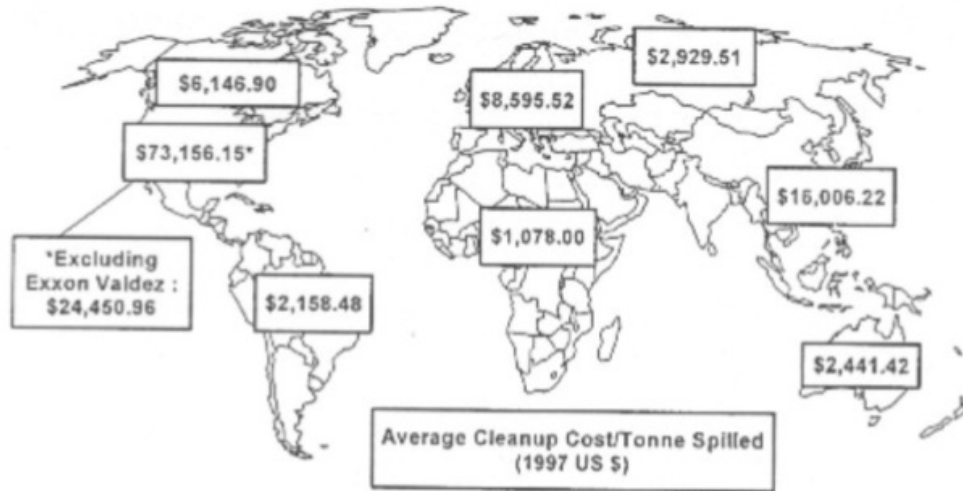 $2,929.51
$6,146.90
$8,595.52
$73,156.15*
$16,006.22
$1,078.00
*Excluding
Exxon Valdez :
$24,450.96
$2,158.48
$2,441.42
Average Cleanup Cost/Tonne Spilled
(1997 US $)